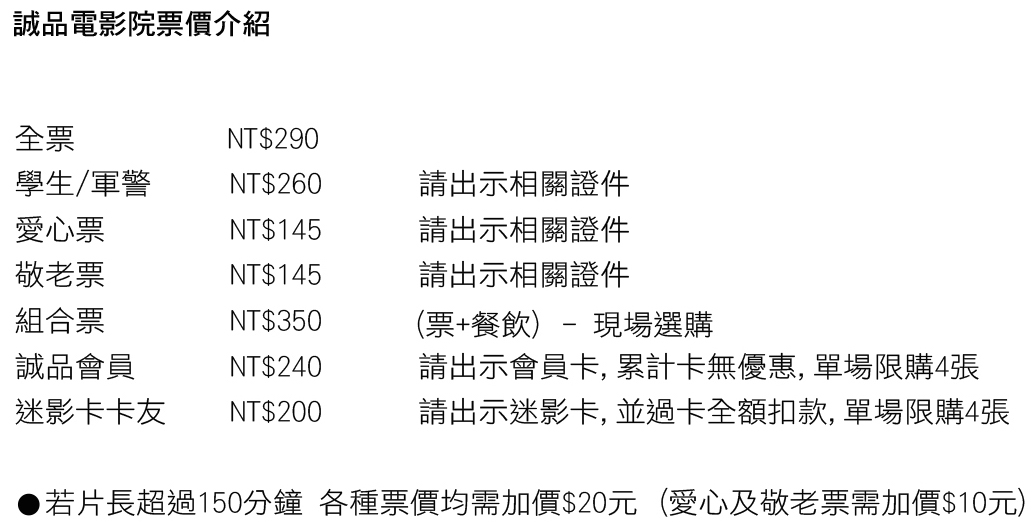 誠品電影院票價介紹
全票 NT$290
學生/軍警 NT$260 請出示相關證件
愛心票 NT$145 請出示相關證件
敬老票 NT$145 請出示相關證件
組合票 NT$350 (票+餐飲) - 現場選購
誠品會員 NT$240 請出示會員卡, 累計卡無優惠, 單場限購4張
迷影卡卡友 NT$200 請出示迷影卡, 並過卡全額扣款, 單場限購4張
●若片長超過150分鐘 各種票價均需加價$20元 (愛心及敬老票需加價$10元)